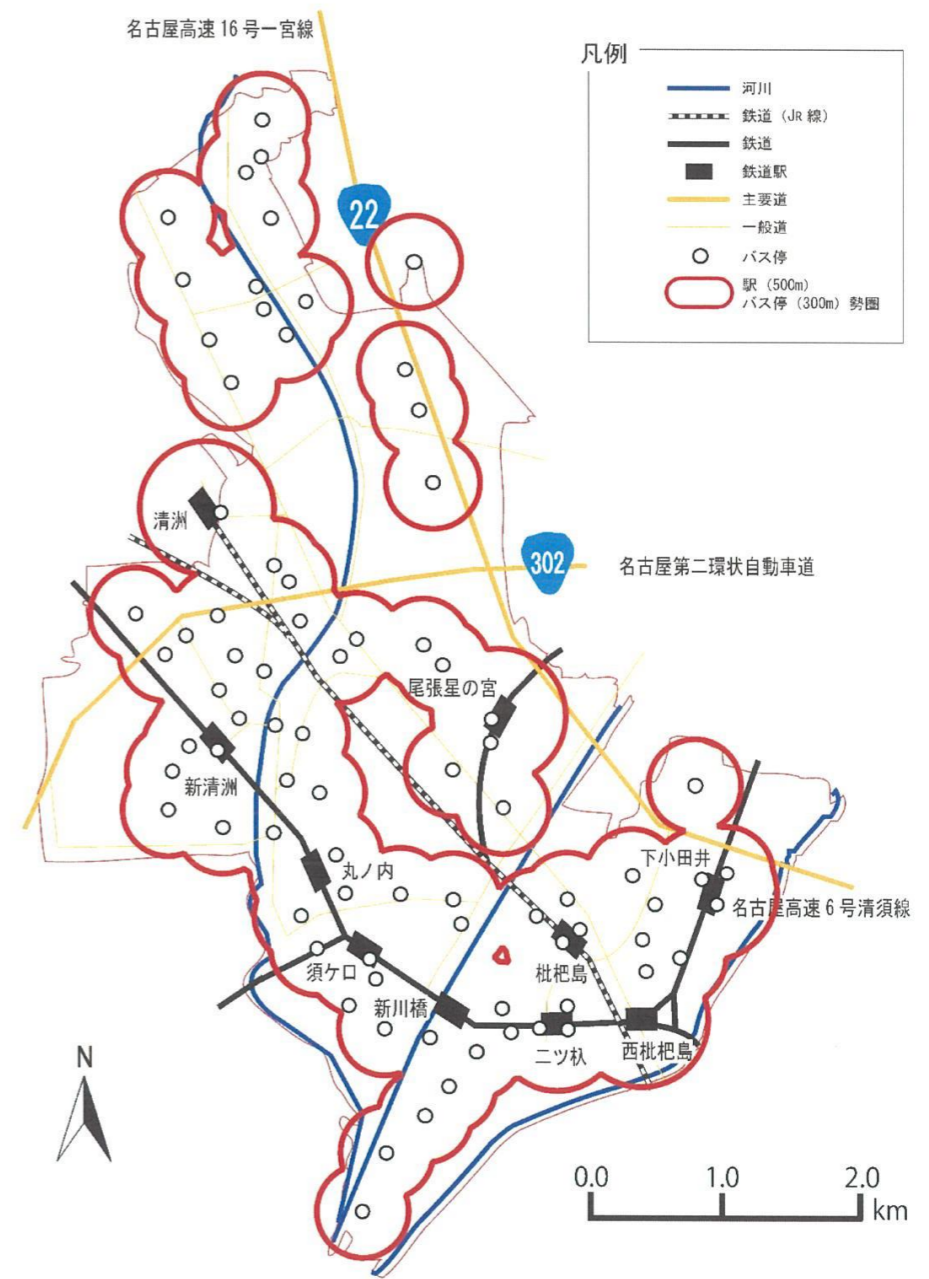 名古屋高速16号一宮線
凡例
河川
鉄道（JR線）
鉄道
鉄道駅
主要道
一般道
バス停
駅（500m）
バス停（300m）勢圏
22
清洲
302
名古屋第二環状自動車道
尾張星の宮
新清洲
丸ノ内
下小田井
名古屋高速6号清須線
須ケ口
枇杷島
新川橋
二ツ杁
西枇杷島
N
0.0
1.0
2.0
km